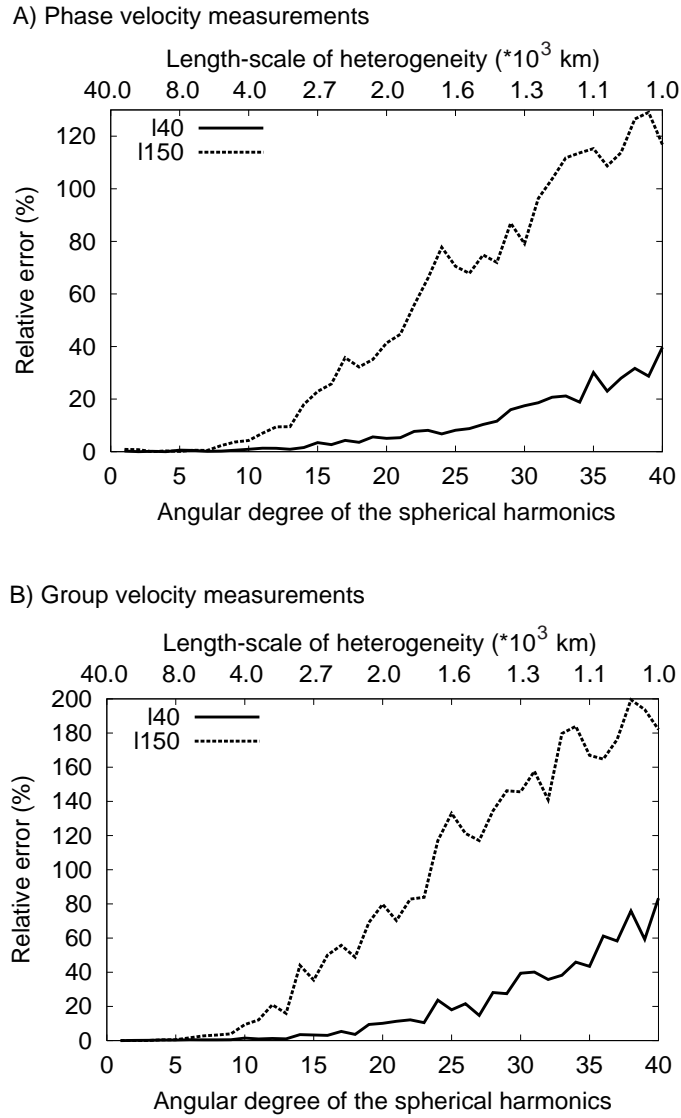 A) Phase velocity measurements
Length-scale of heterogeneity (*10^3 km)
40.0 8.0 4.0 2.7 2.0 1.6 1.3 1.1 1.0
l40
l150
Relative error (%)
120
100
80
60
40
20
0
0 5 10 15 20 25 30 35 40
Angular degree of the spherical harmonics
B) Group velocity measurements
Length-scale of heterogeneity (*10^3 km)
40.0 8.0 4.0 2.7 2.0 1.6 1.3 1.1 1.0
l40
l150
Relative error (%)
200
180
160
140
120
100
80
60
40
20
0
0 5 10 15 20 25 30 35 40
Angular degree of the spherical harmonics